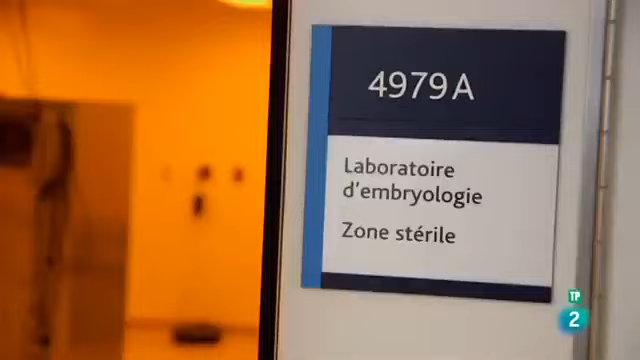 4979A
Laboratoire
d'embryologie
Zone stérile
TP
2